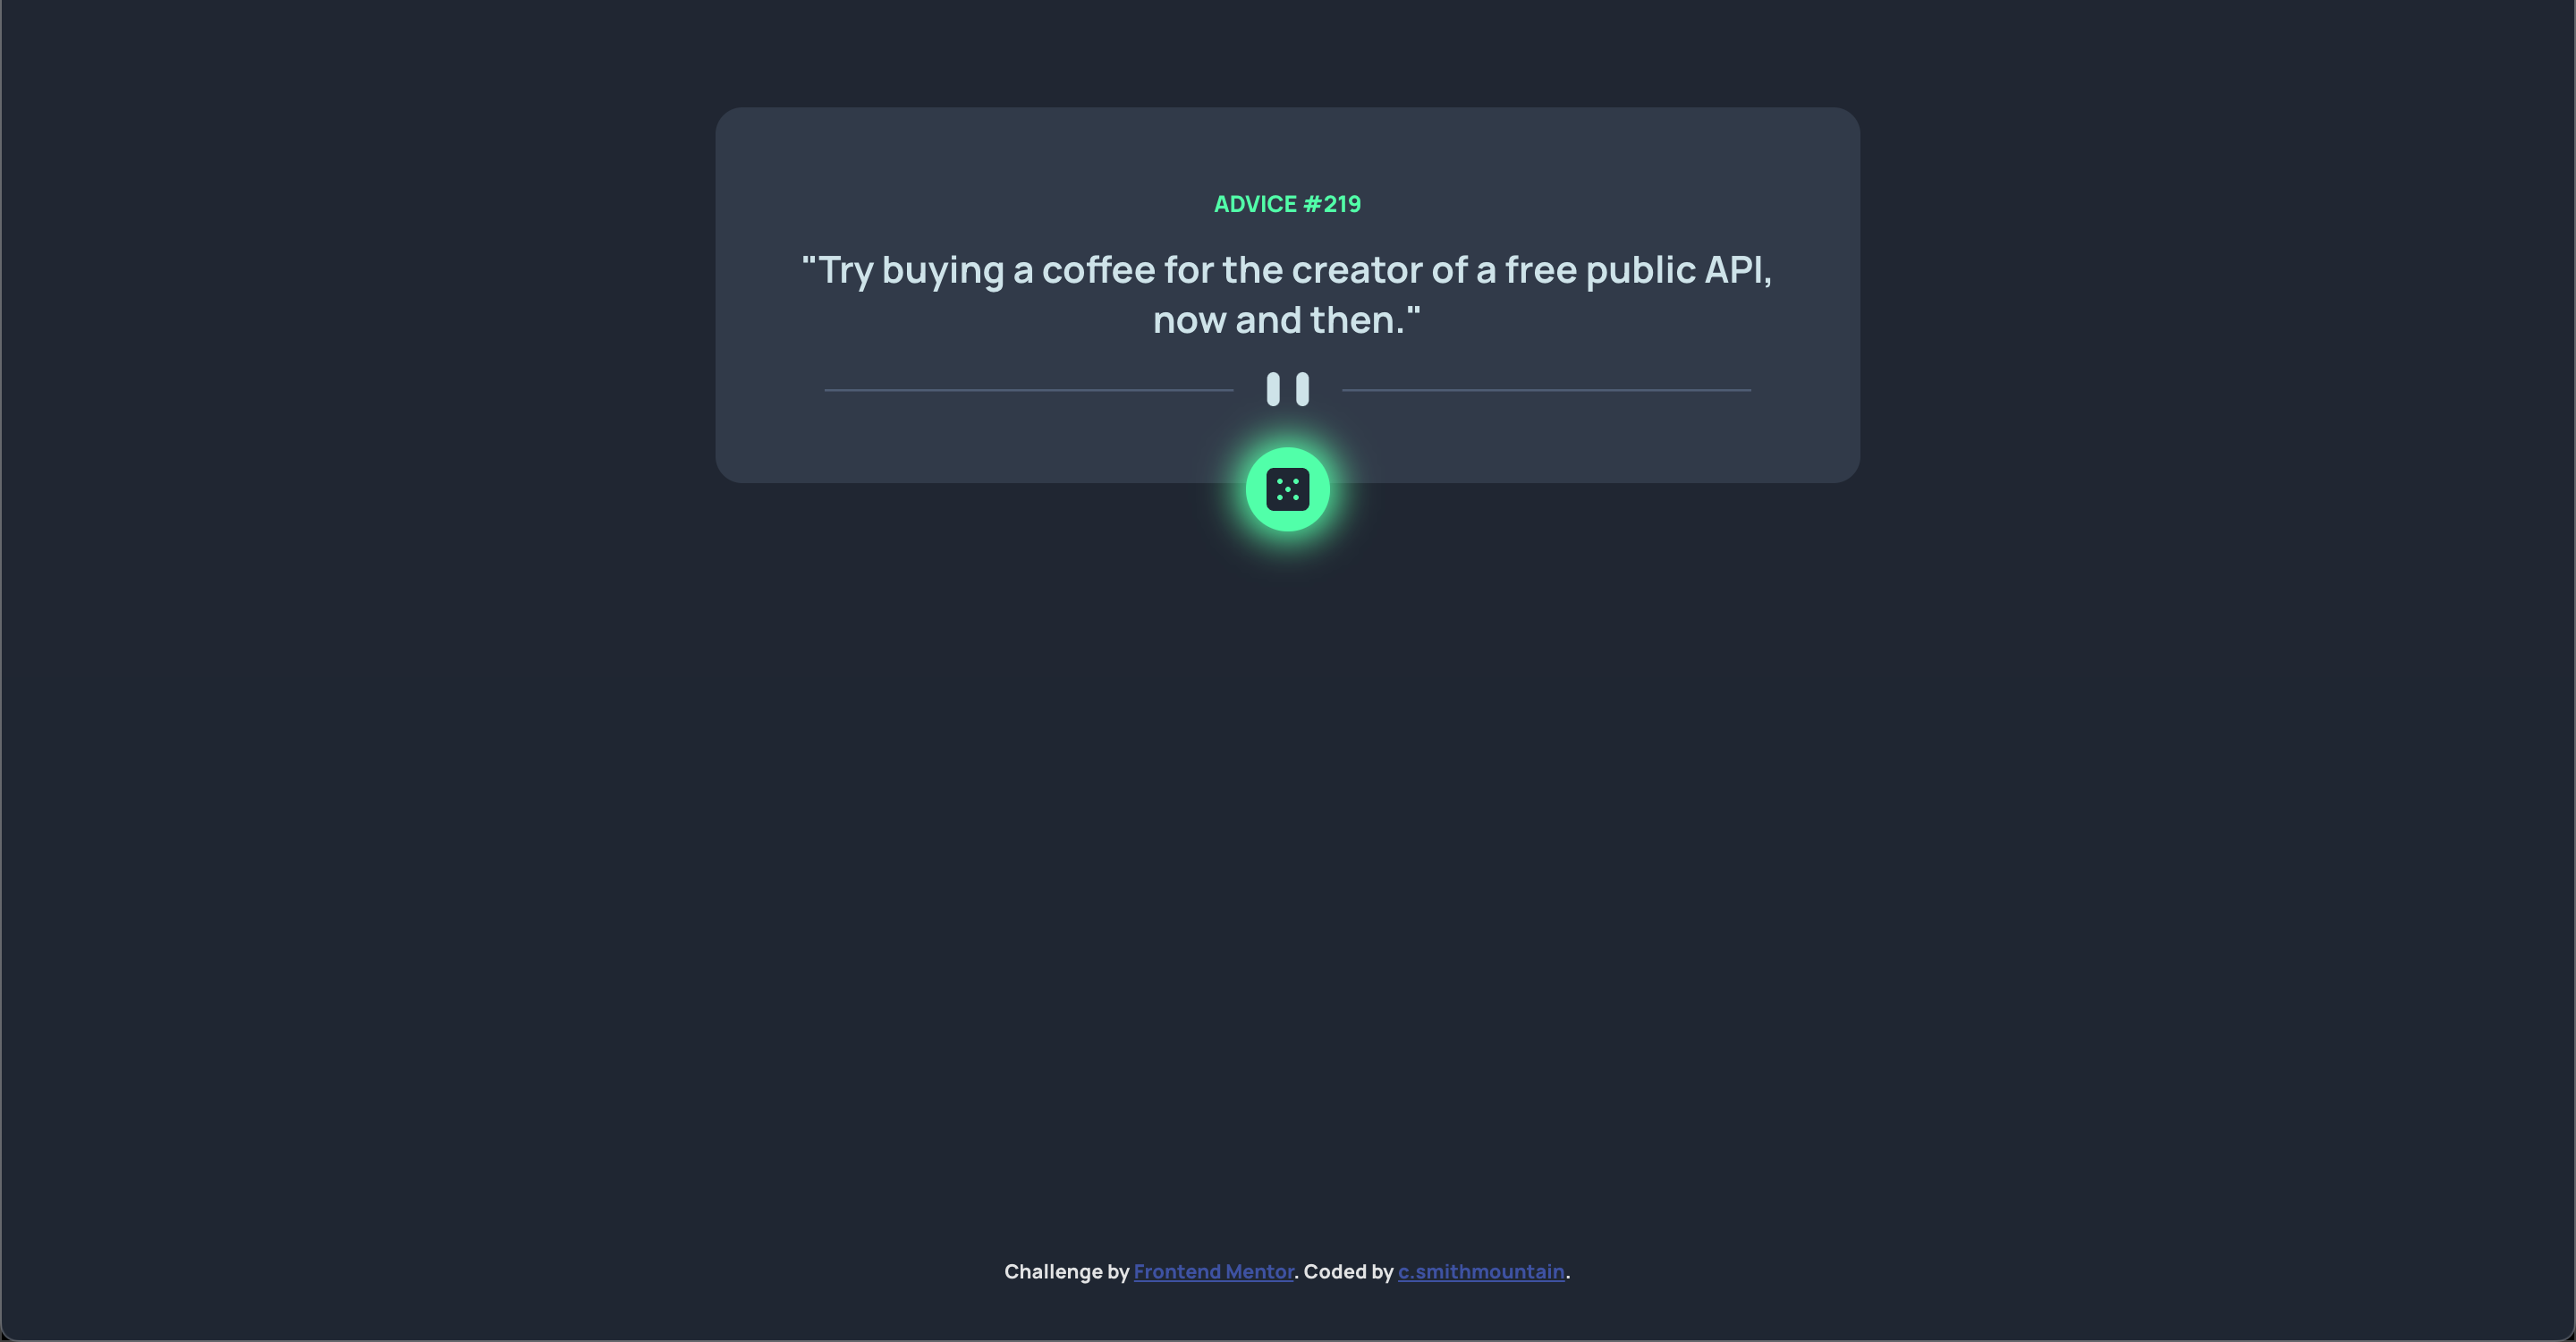 ADVICE #219
"Try buying a coffee for the creator of a free public API,
now and then."
Challenge by Frontend Mentor. Coded by c.smithmountain.